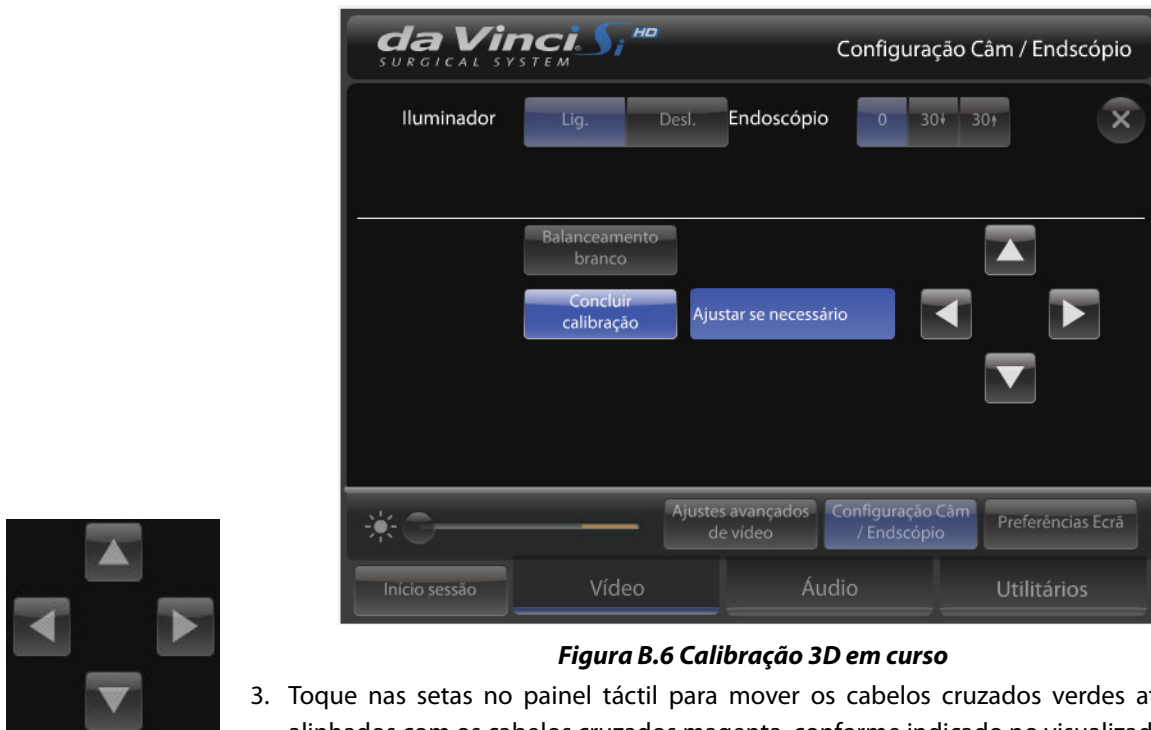 da Vinci Si HD
SURGICAL SYSTEM
Configuração Câm / Endscópio
Iluminador
Lig.
Desl.
Endoscópio
0
30
30
Balanceamento
branco
Concluir
calibração
Ajustar se necessário
Ajustes avançados
de vídeo
Configuração Câm
/ Endscópio
Preferências Ecrã
Início sessão
Vídeo
Áudio
Utilitários
Figura B.6 Calibração 3D em curso
3. Toque nas setas no painel táctil para mover os cabelos cruzados verdes
alinhados com os cabelos cruzados magenta, conforme indicado no